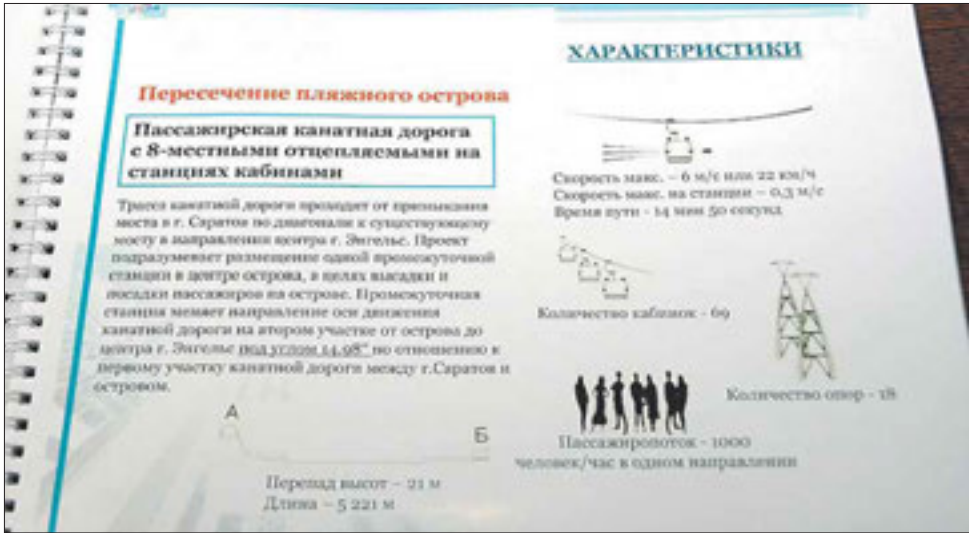 Пересечение пляжного острова
Пассажирская канатная дорога
с 8-местными отцепляемыми на
станциях кабинами
Трасса канатной дороги проходит от примыкания
моста в г. Саратов по диагонали к существующему
мосту в направлении центра г. Энгельс. Проект
подразумевает размещение одной промежуточной
станции в центре острова, в целях высадки и
посадки пассажиров на острове. Промежуточная
станция меняет направление оси движения
канатной дороги на втором участке от острова до
центра г. Энгельс под углом 14,98° по отношению к
первому участку канатной дороги между г.Саратов и
островом.
А
Б
Перепад высот – 21 м
Длина – 5 221 м
ХАРАКТЕРИСТИКИ
Скорость макс. – 6 м/с или 22 км/ч
Скорость макс. на станции – 0,3 м/с
Время пути - 14 мин 50 секунд
Количество кабинок - 69
Количество опор - 18
Пассажиропоток - 1000
человек/час в одном направлении